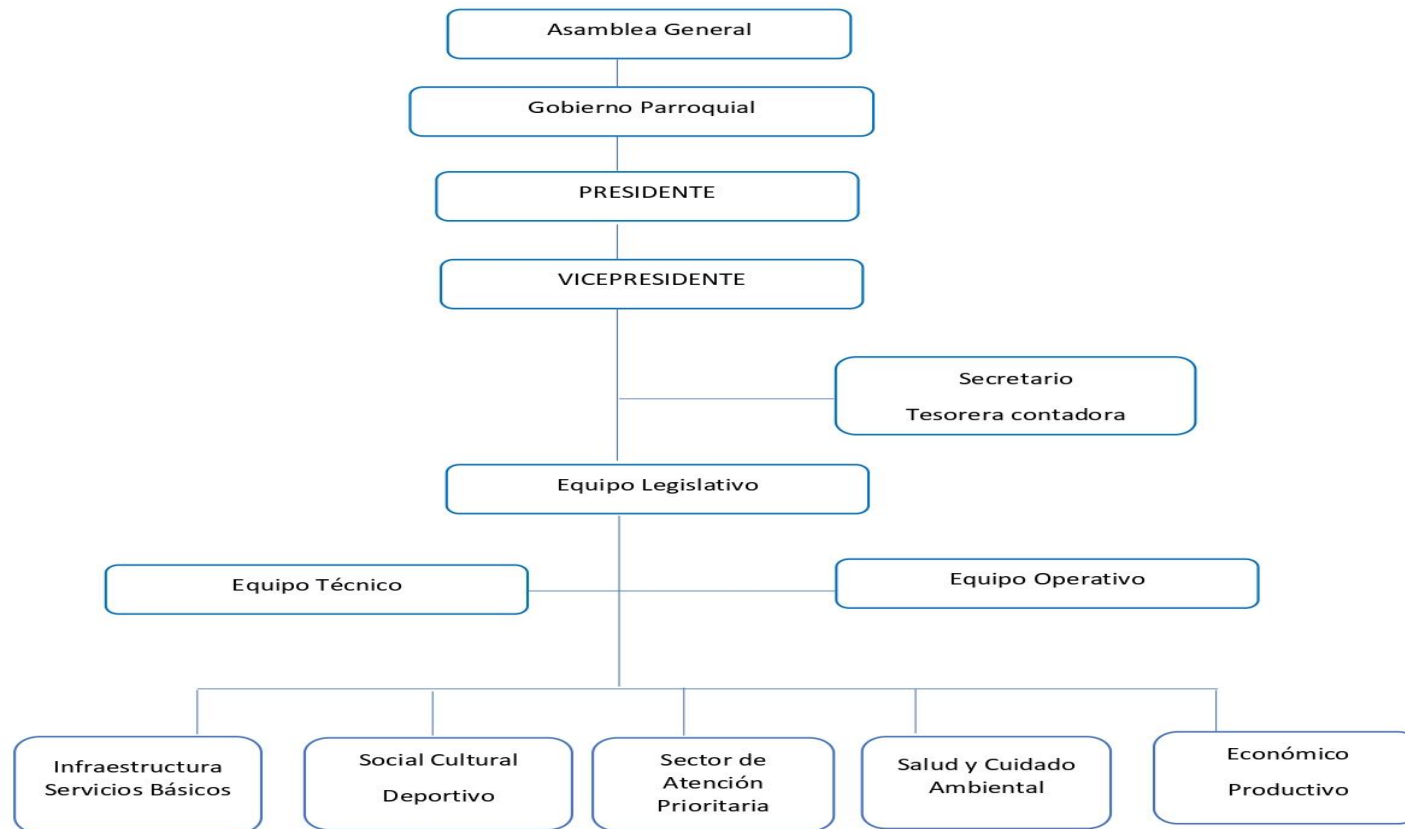 Asamblea General
Gobierno Parroquial
PRESIDENTE
VICEPRESIDENTE
Secretario
Tesorera contadora
Equipo Legislativo
Equipo Técnico
Equipo Operativo
Infraestructura
Servicios Básicos
Social Cultural
Deportivo
Sector de
Atención
Prioritaria
Salud y Cuidado
Ambiental
Económico
Productivo